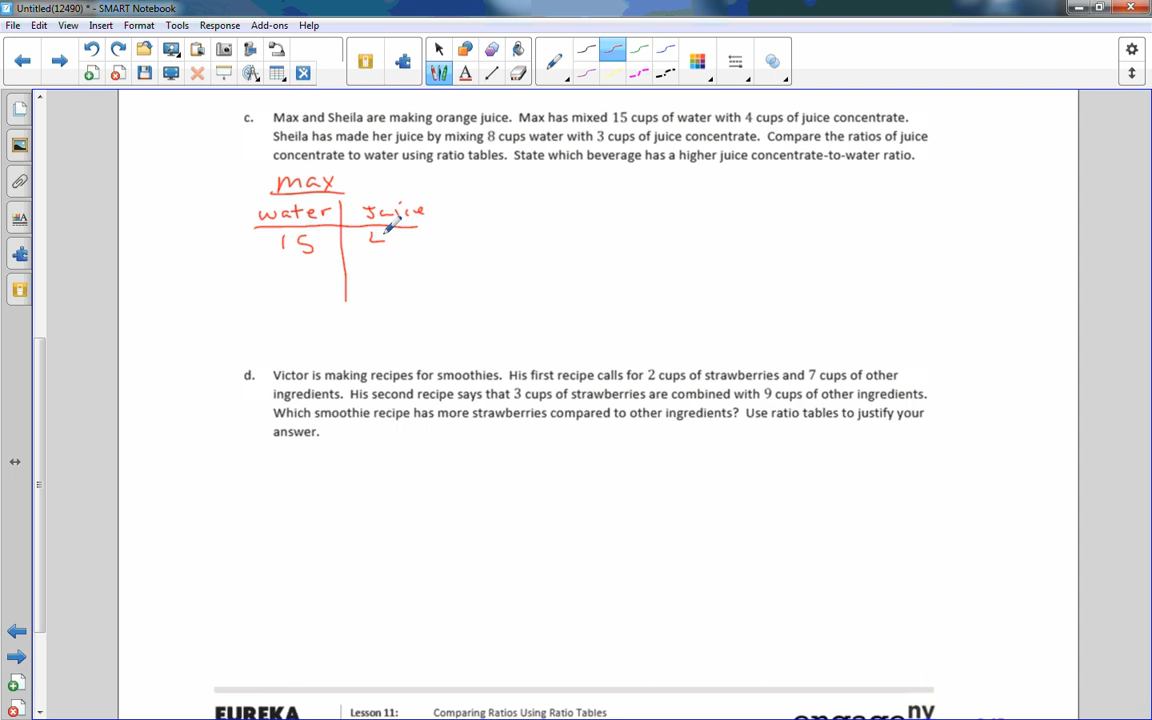 Untitled(12490) * - SMART Notebook
File Edit View Insert Format Tools Response Add-ons Help
c. Max and Sheila are making orange juice. Max has mixed 15 cups of water with 4 cups of juice concentrate.
Sheila has made her juice by mixing 8 cups water with 3 cups of juice concentrate. Compare the ratios of juice
concentrate to water using ratio tables. State which beverage has a higher juice concentrate-to-water ratio.
max
water Juice
15
d. Victor is making recipes for smoothies. His first recipe calls for 2 cups of strawberries and 7 cups of other
ingredients. His second recipe says that 3 cups of strawberries are combined with 9 cups of other ingredients.
Which smoothie recipe has more strawberries compared to other ingredients? Use ratio tables to justify your
answer.
EUREKA Lesson 11: Comparing Ratios Using Ratio Tables